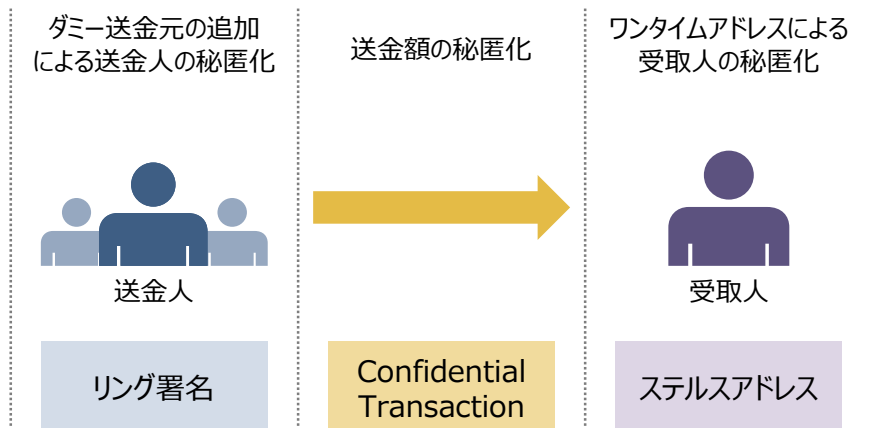 ダミー送金元の追加
による送金人の秘匿化
送金額の秘匿化
ワンタイムアドレスによる
受取人の秘匿化
送金人
受取人
リング署名
Confidential
Transaction
ステルスアドレス